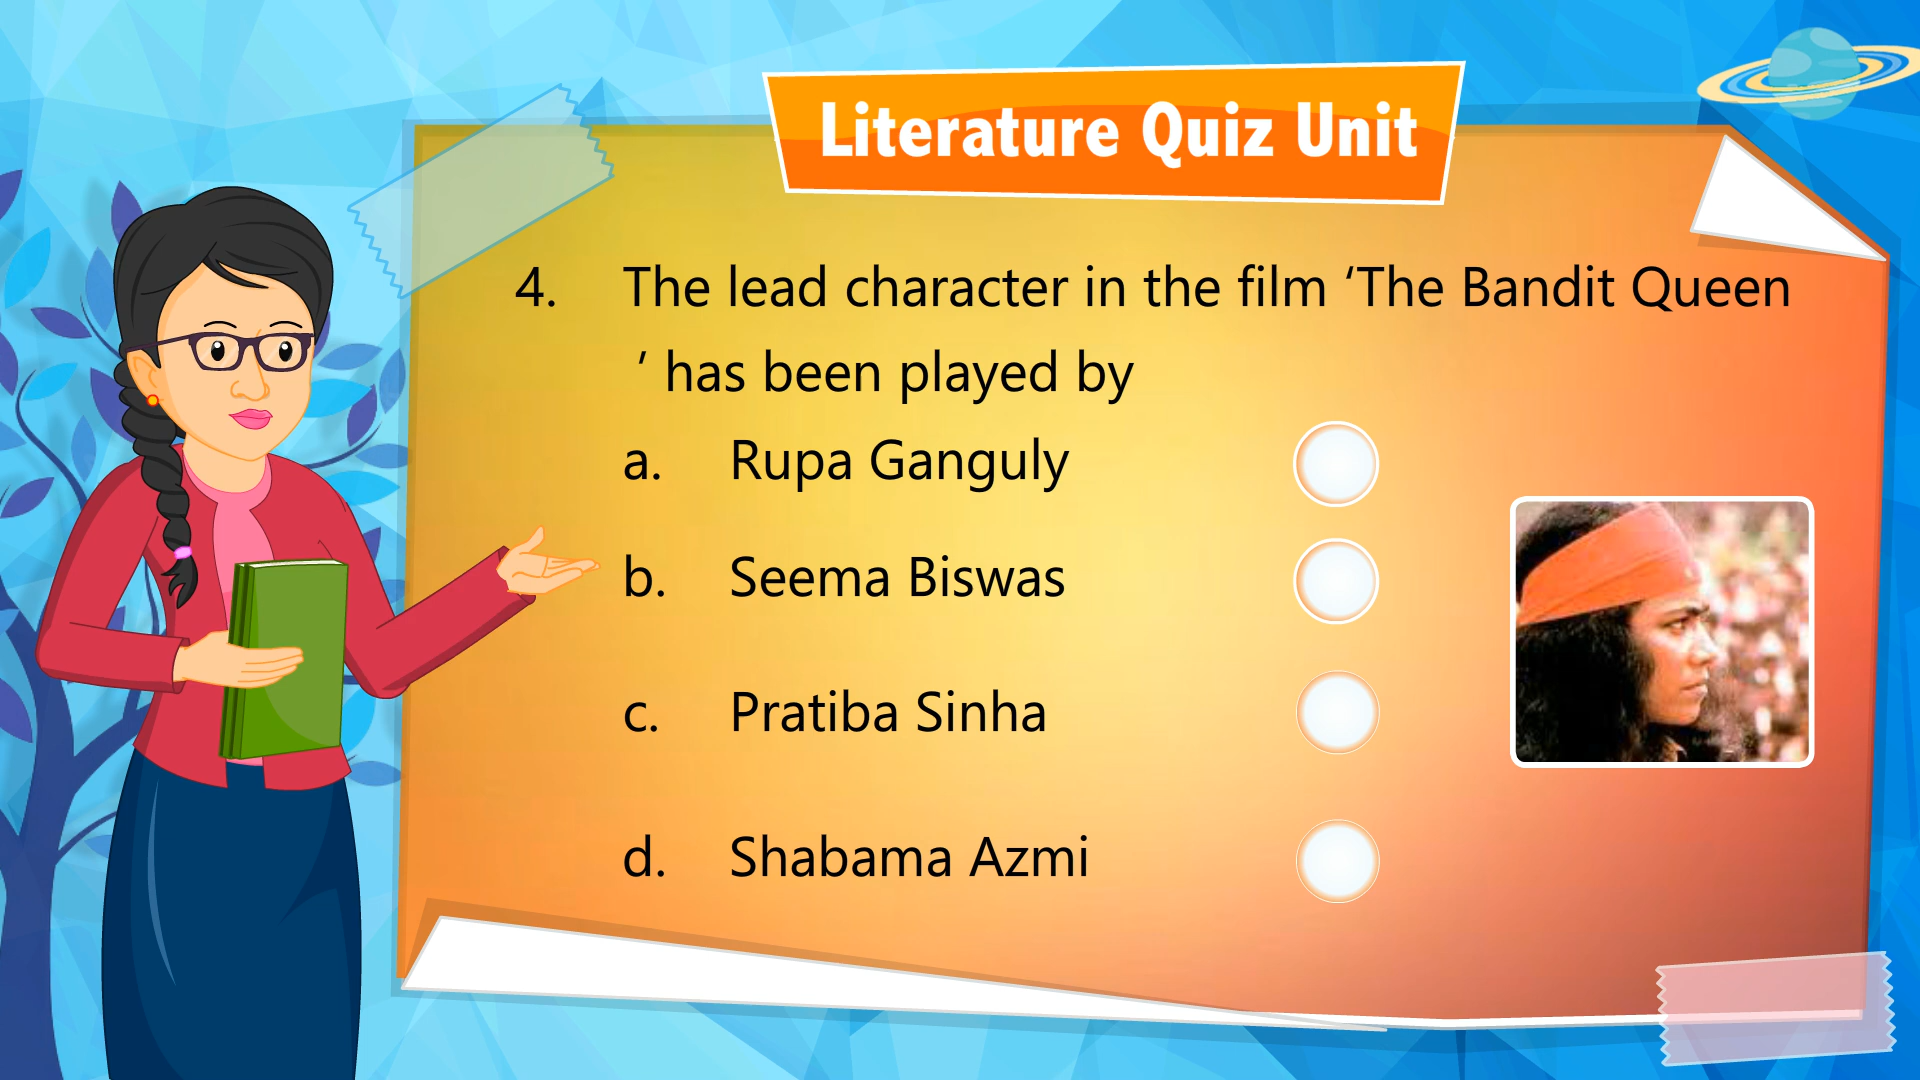 Literature Quiz Unit
4. The lead character in the film ‘The Bandit Queen
’ has been played by
a. Rupa Ganguly
b. Seema Biswas
c. Pratiba Sinha
d. Shabama Azmi